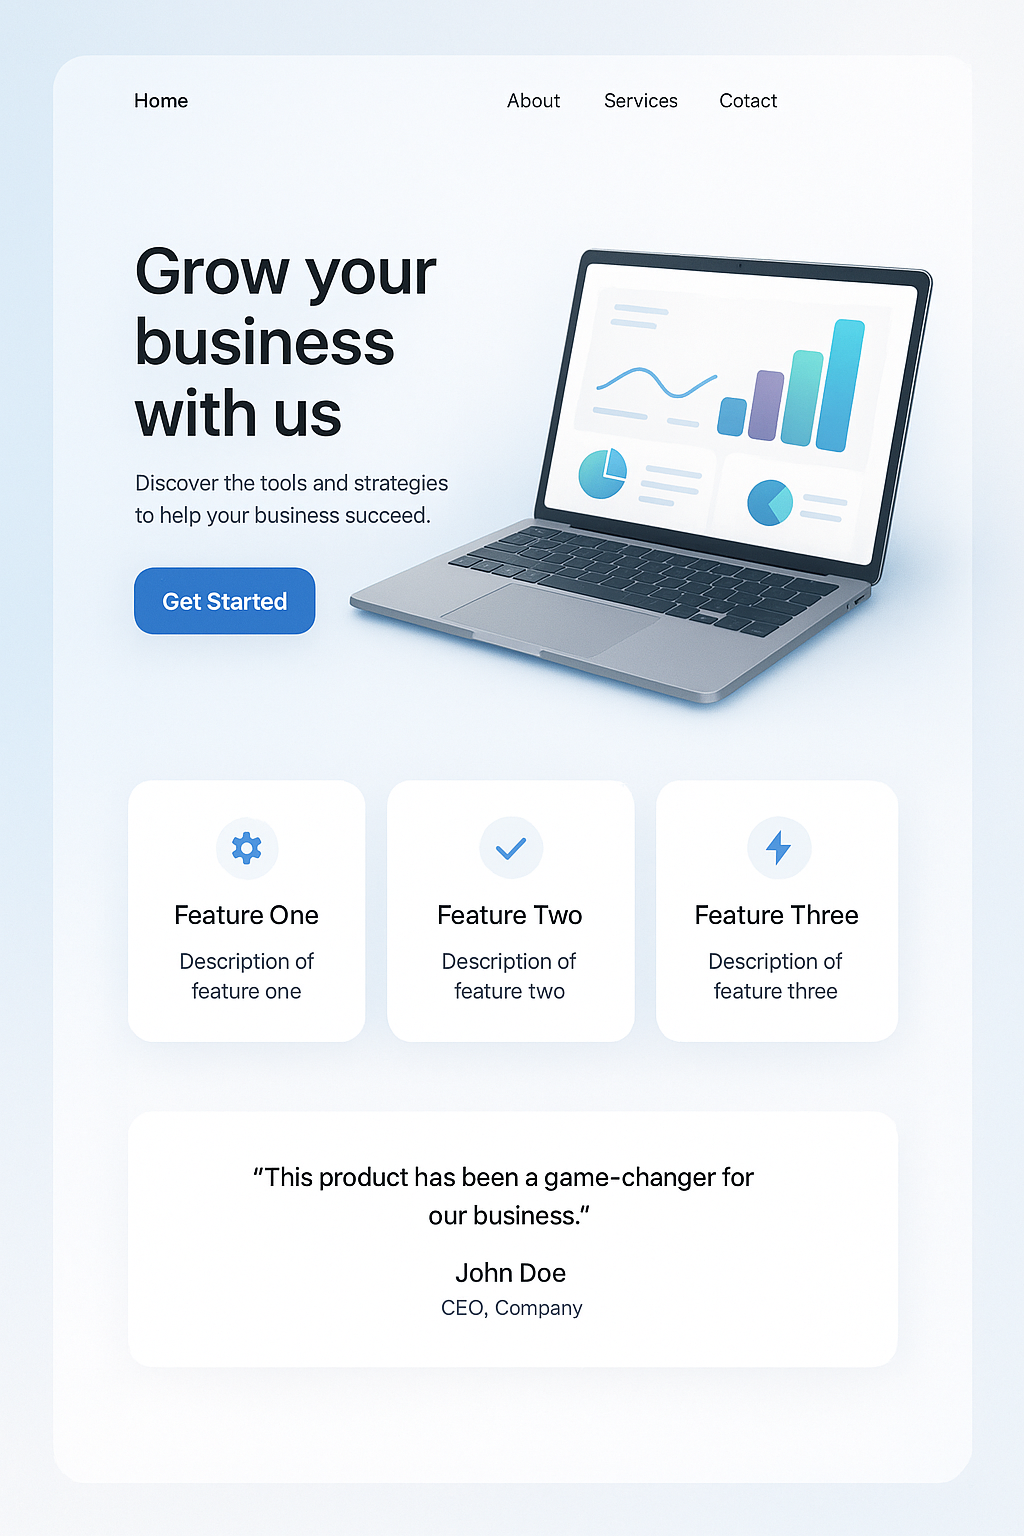 Home About Services Cotact
Grow your
business
with us
Discover the tools and strategies
to help your business succeed.
Get Started
Feature One
Description of
feature one
Feature Two
Description of
feature two
Feature Three
Description of
feature three
"This product has been a game-changer for
our business."
John Doe
CEO, Company